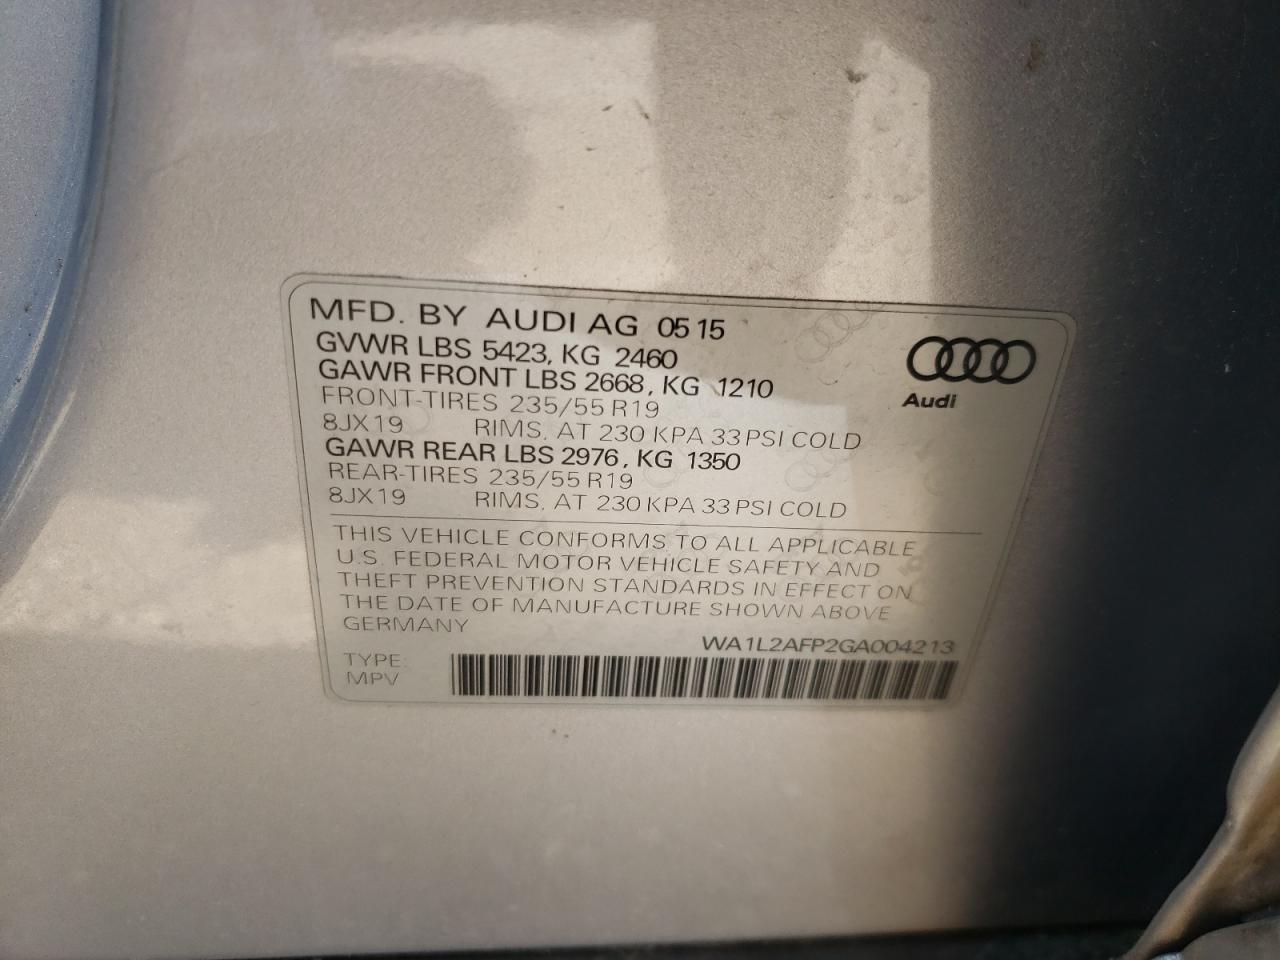 MFD. BY AUDI AG 05 15
GVWR LBS 5423, KG 2460
GAWR FRONT LBS 2668, KG 1210
FRONT-TIRES 235/55 R19
8JX19 RIMS, AT 230 KPA 33 PSI COLD
GAWR REAR LBS 2976, KG 1350
REAR-TIRES 235/55 R19
8JX19 RIMS, AT 230 KPA 33 PSI COLD
Audi
THIS VEHICLE CONFORMS TO ALL APPLICABLE
U.S. FEDERAL MOTOR VEHICLE SAFETY AND
THEFT PREVENTION STANDARDS IN EFFECT ON
THE DATE OF MANUFACTURE SHOWN ABOVE
GERMANY
WA1L2AFP2GA004213
TYPE:
MPV